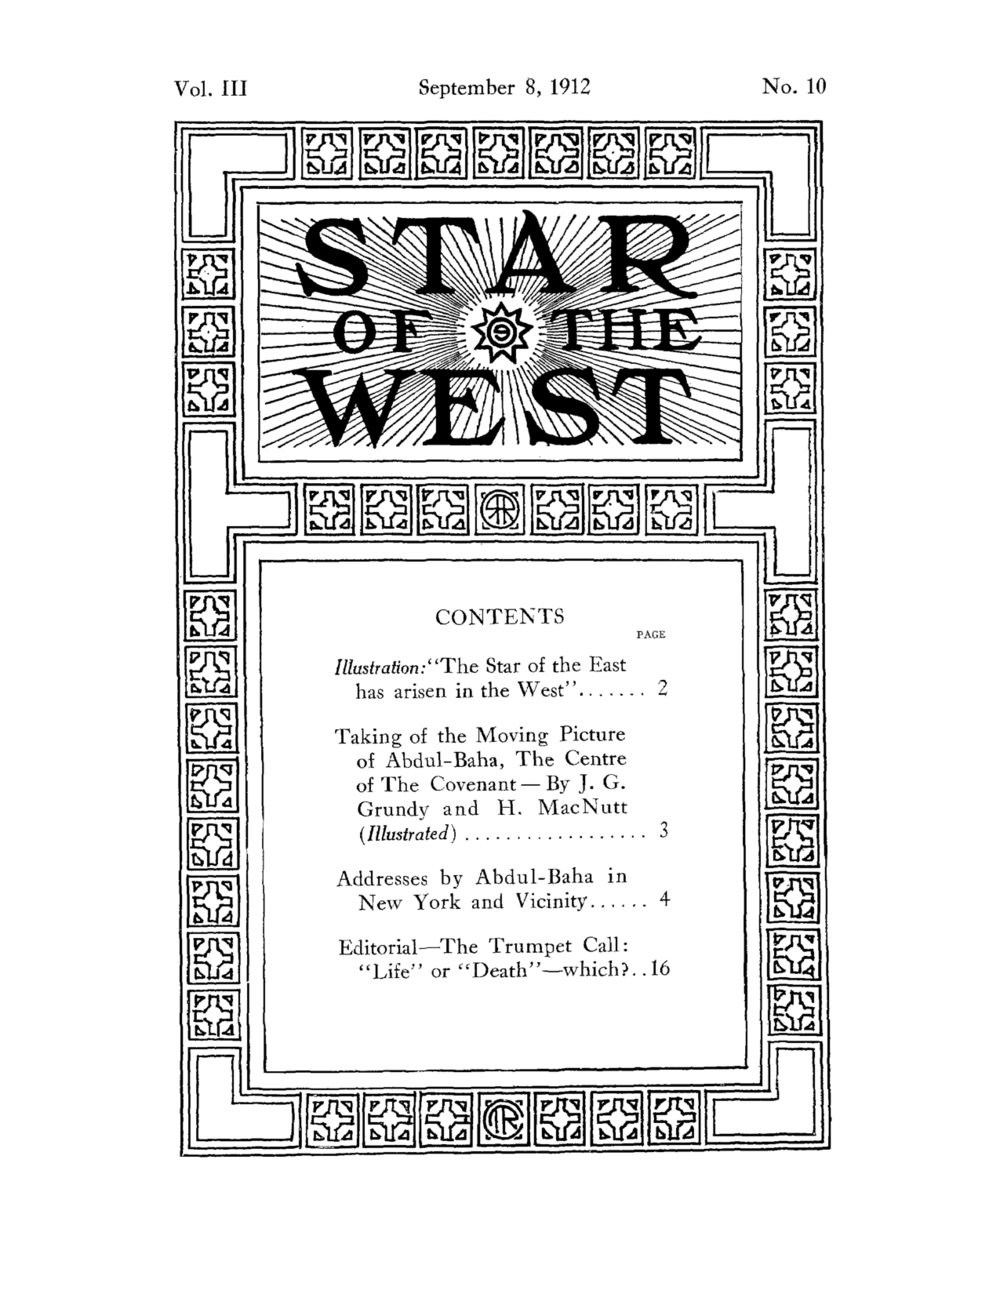 Vol. III September 8, 1912 No. 10
STAR
OF THE
WEST
CONTENTS
PAGE
Illustration:“The Star of the East
has arisen in the West”....... 2
Taking of the Moving Picture
of Abdul-Baha, The Centre
of The Covenant — By J. G.
Grundy and H. MacNutt
(Illustrated) .................. 3
Addresses by Abdul-Baha in
New York and Vicinity...... 4
Editorial—The Trumpet Call:
“Life” or “Death”—which?. . 16